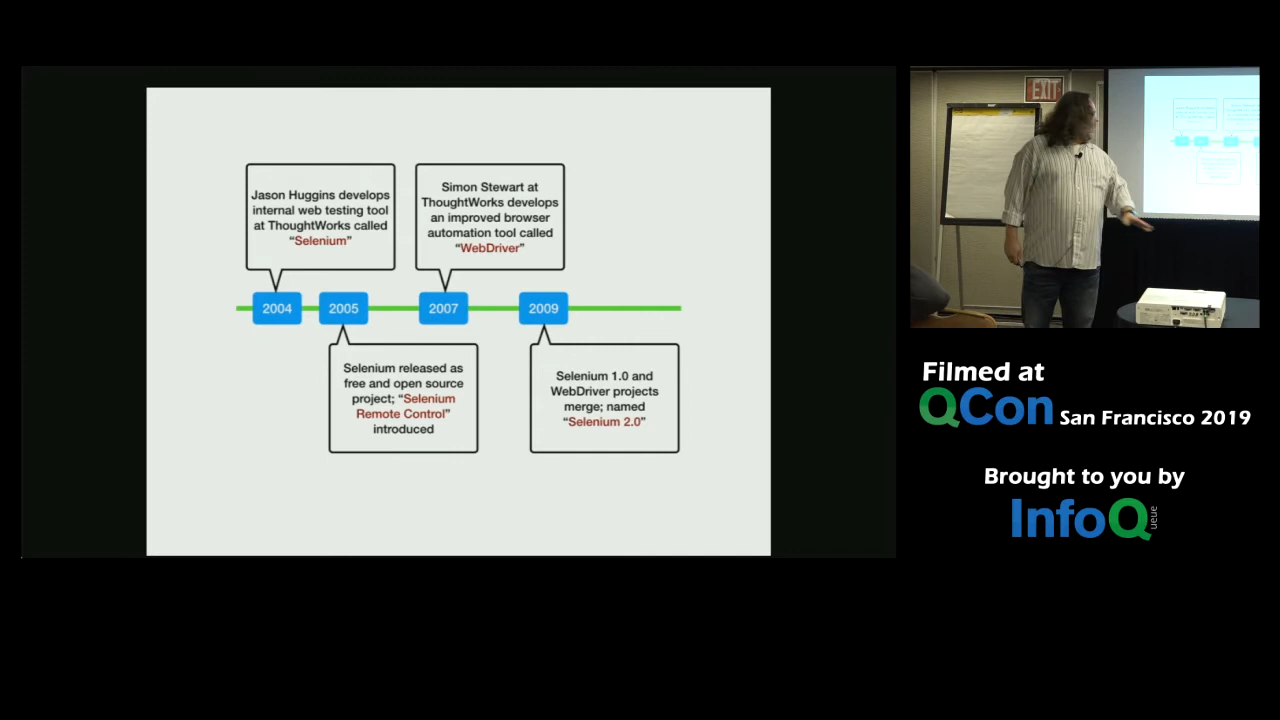 Jason Huggins develops
internal web testing tool
at ThoughtWorks called
“Selenium”
Simon Stewart at
ThoughtWorks develops
an improved browser
automation tool called
“WebDriver”
2004
2005
2007
2009
Selenium released as
free and open source
project; “Selenium
Remote Control”
introduced
Selenium 1.0 and
WebDriver projects
merge; named
“Selenium 2.0”
EXIT
Filmed at
QCon San Francisco 2019
Brought to you by
InfoQ
ueue